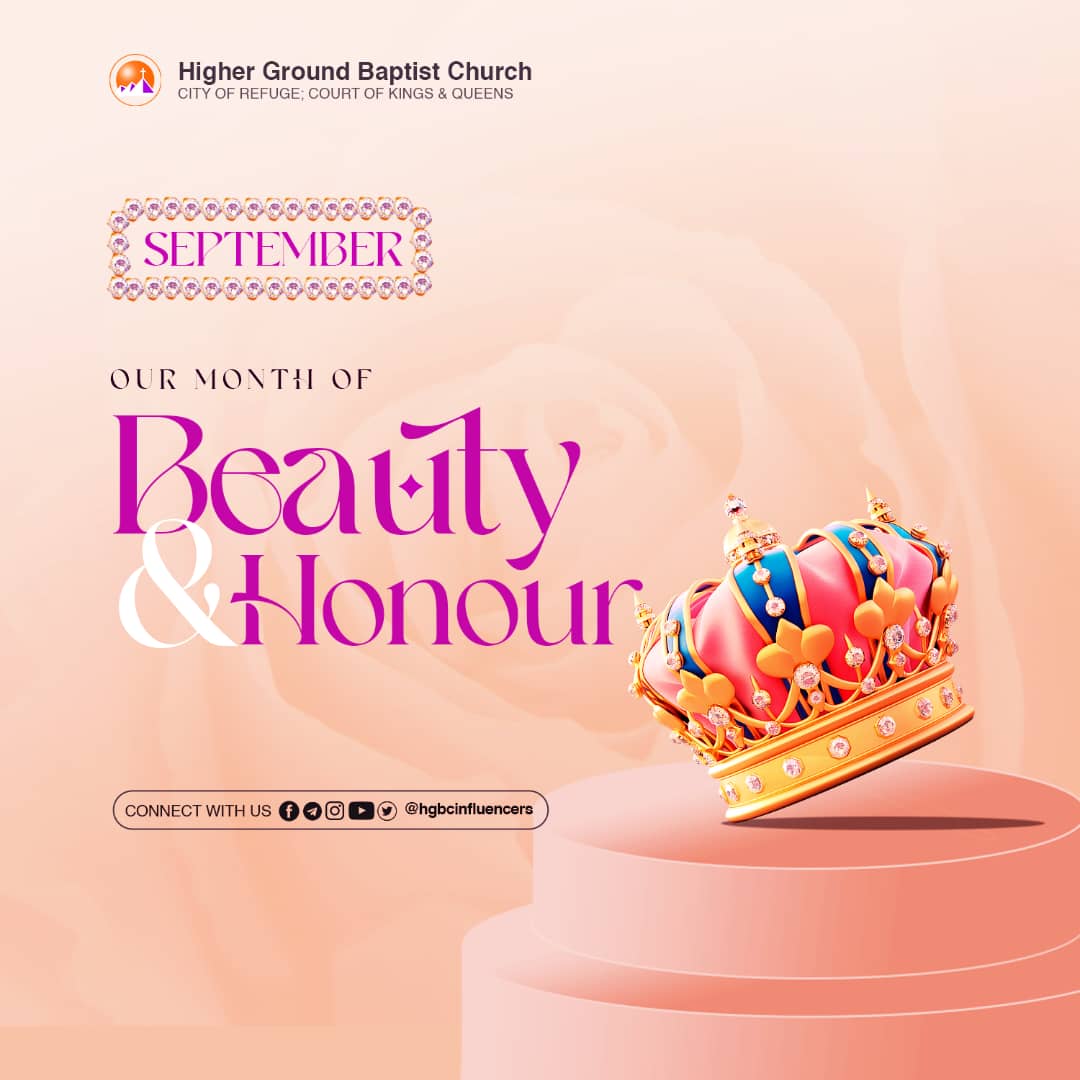 Higher Ground Baptist Church
CITY OF REFUGE; COURT OF KINGS & QUEENS
SEPTEMBER
OUR MONTH OF
Beauty
& Honour
CONNECT WITH US @hgbcinfluencers